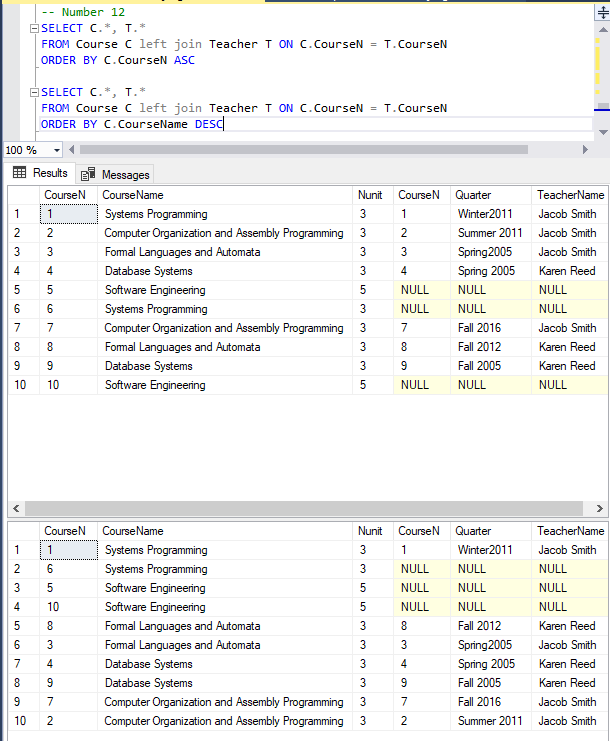 -- Number 12
SELECT C.*, T.*
FROM Course C left join Teacher T ON C.CourseN = T.CourseN
ORDER BY C.CourseN ASC
SELECT C.*, T.*
FROM Course C left join Teacher T ON C.CourseN = T.CourseN
ORDER BY C.CourseName DESC
100 %
Results Messages
CourseN CourseName Nunit CourseN Quarter TeacherName
1 1 Systems Programming 3 1 Winter2011 Jacob Smith
2 2 Computer Organization and Assembly Programming 3 2 Summer 2011 Jacob Smith
3 3 Formal Languages and Automata 3 3 Spring2005 Jacob Smith
4 4 Database Systems 3 4 Spring 2005 Karen Reed
5 5 Software Engineering 5 NULL NULL NULL
6 6 Systems Programming 3 NULL NULL NULL
7 7 Computer Organization and Assembly Programming 3 7 Fall 2016 Jacob Smith
8 8 Formal Languages and Automata 3 8 Fall 2012 Karen Reed
9 9 Database Systems 3 9 Fall 2005 Karen Reed
10 10 Software Engineering 5 NULL NULL NULL
CourseN CourseName Nunit CourseN Quarter TeacherName
1 1 Systems Programming 3 1 Winter2011 Jacob Smith
2 6 Systems Programming 3 NULL NULL NULL
3 5 Software Engineering 5 NULL NULL NULL
4 10 Software Engineering 5 NULL NULL NULL
5 8 Formal Languages and Automata 3 8 Fall 2012 Karen Reed
6 3 Formal Languages and Automata 3 3 Spring2005 Jacob Smith
7 4 Database Systems 3 4 Spring 2005 Karen Reed
8 9 Database Systems 3 9 Fall 2005 Karen Reed
9 7 Computer Organization and Assembly Programming 3 7 Fall 2016 Jacob Smith
10 2 Computer Organization and Assembly Programming 3 2 Summer 2011 Jacob Smith